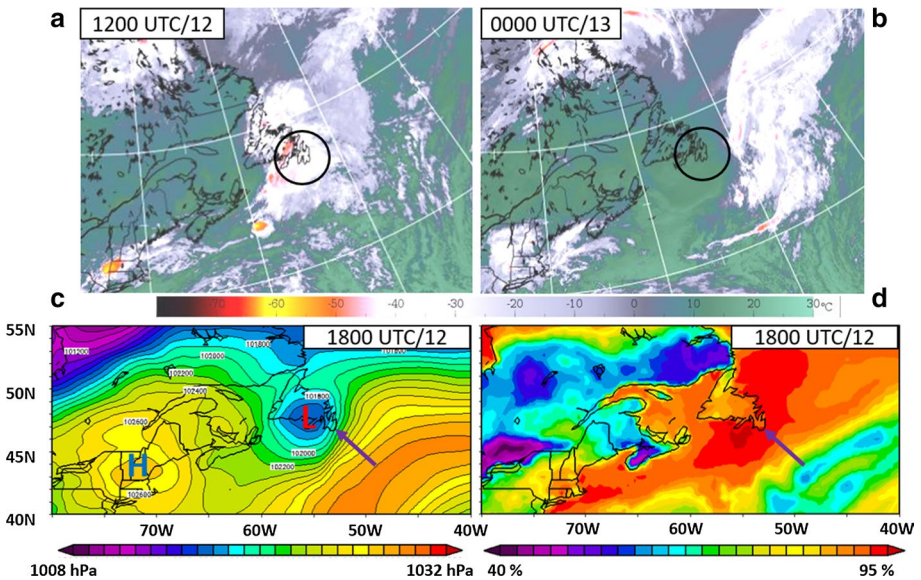 a 1200 UTC/12 0000 UTC/13 b
-70 -60 -50 -40 -30 -20 -10 0 10 20 30°C
c 1800 UTC/12 d 1800 UTC/12
55N
50N
45N
40N
101200
102000
101800
102200
102400
101800
102600
L
102000
H
102200
102600
70W 60W 50W 40W 70W 60W 50W 40W
1008 hPa 1032 hPa 40 % 95 %